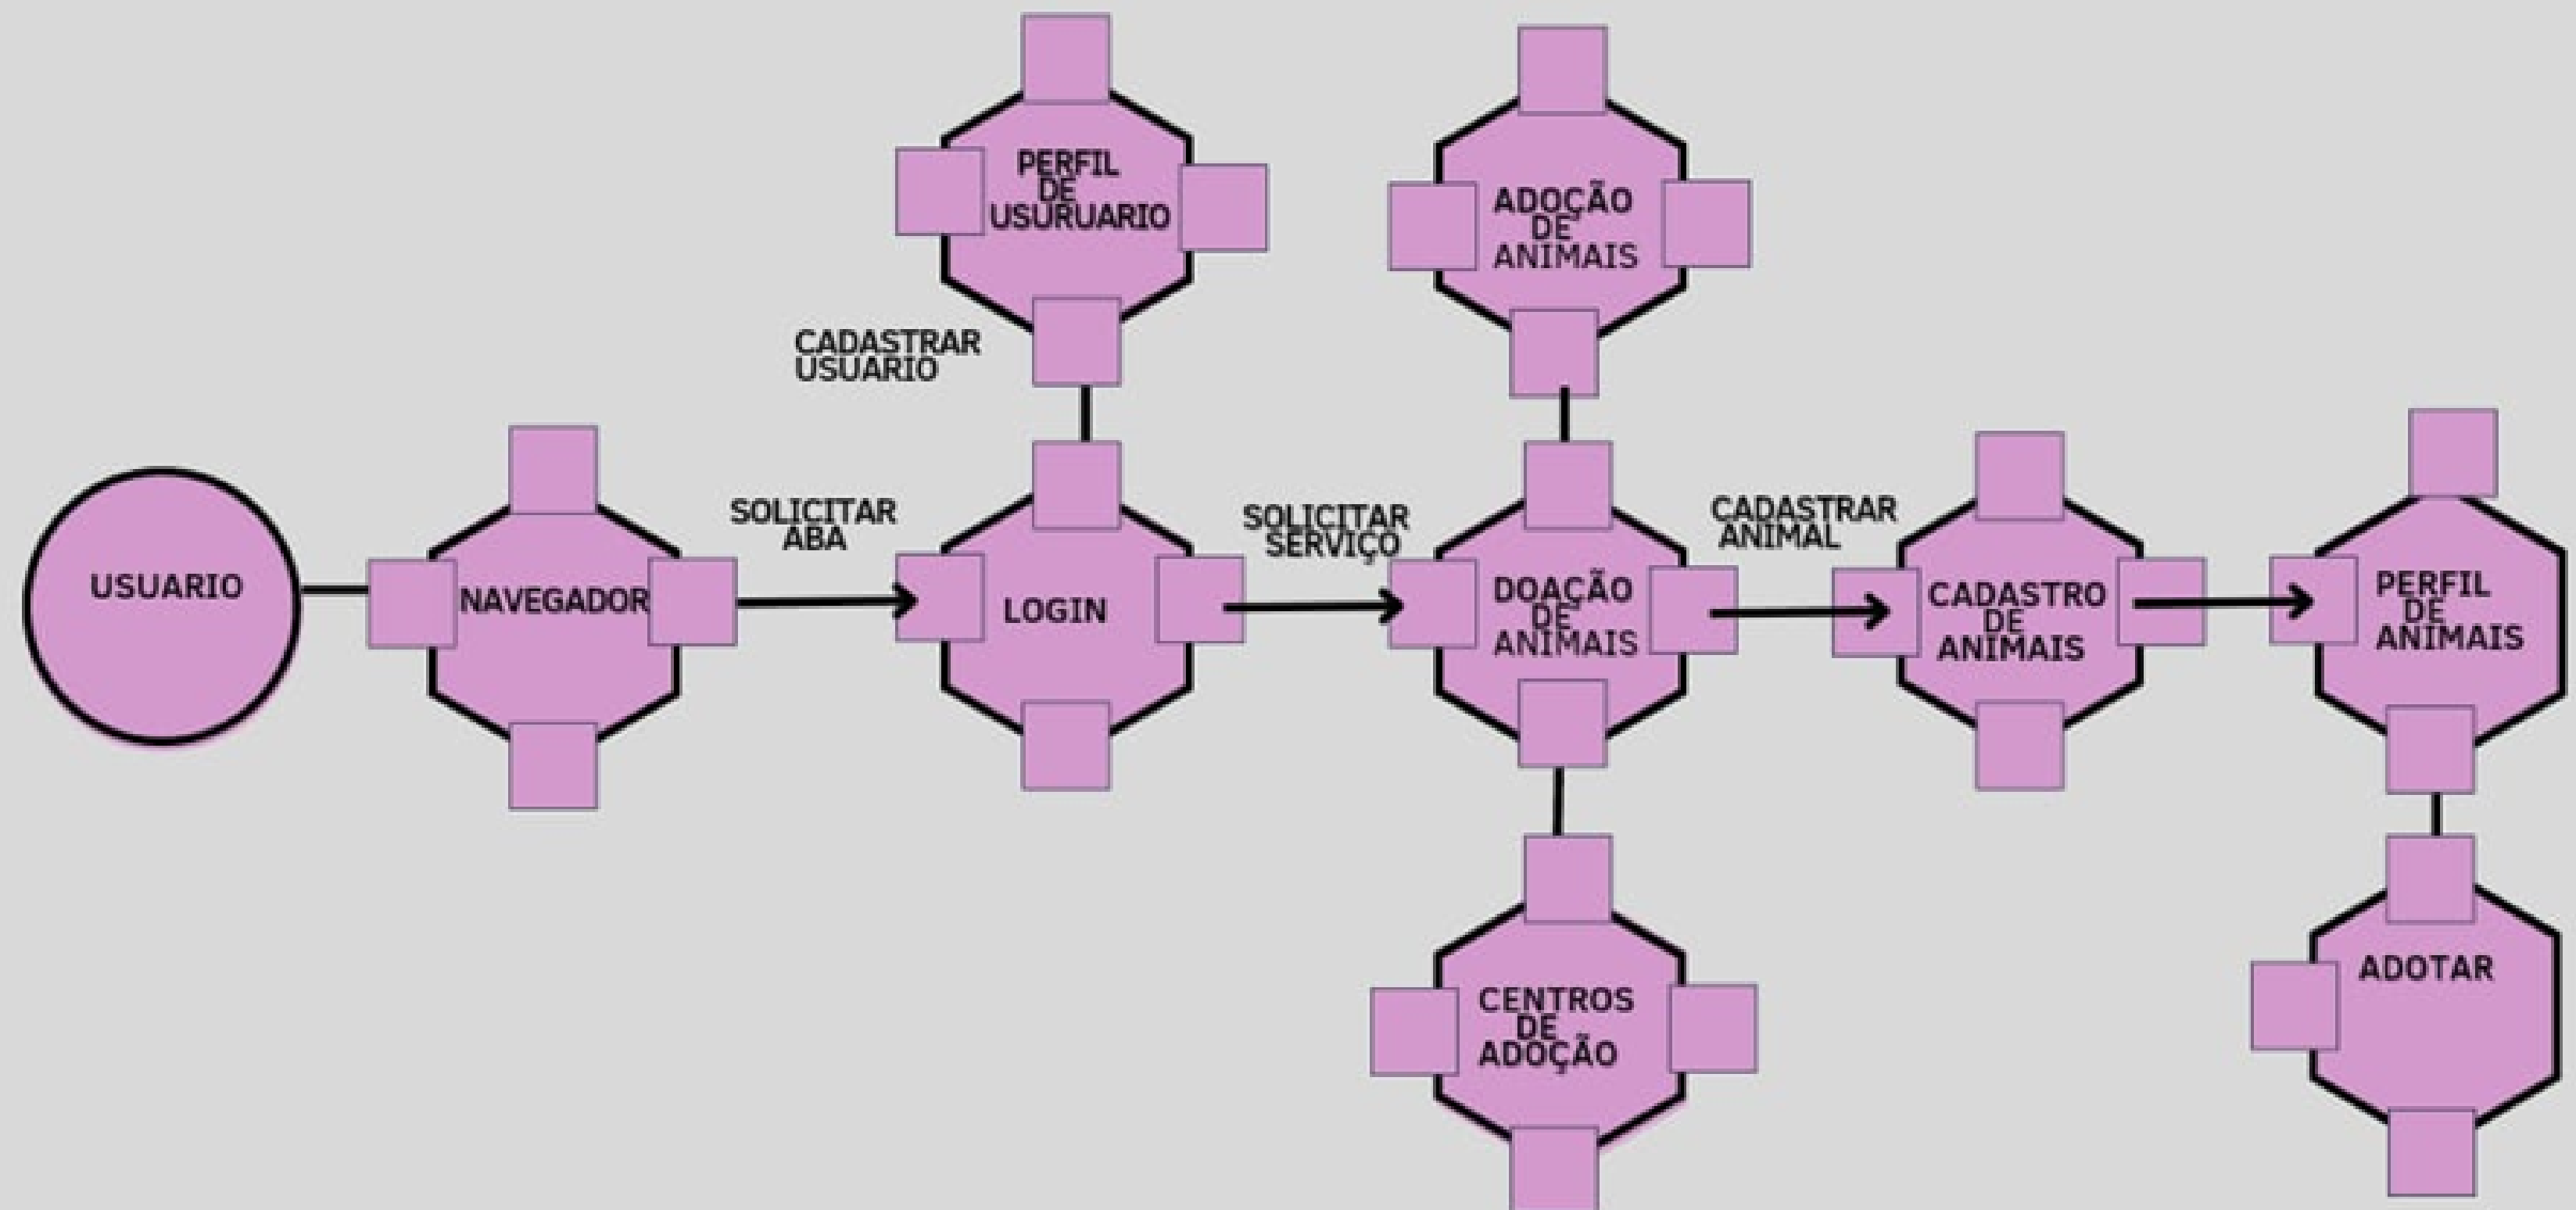 PERFIL
DE
USURUARIO
ADOÇÃO
DE
ANIMAIS
CADASTRAR
USUARIO
USUARIO
NAVEGADOR
SOLICITAR
ABA
LOGIN
SOLICITAR
SERVIÇO
DOAÇÃO
DE
ANIMAIS
CADASTRAR
ANIMAL
CADASTRO
DE
ANIMAIS
PERFIL
DE
ANIMAIS
CENTROS
DE
ADOÇÃO
ADOTAR